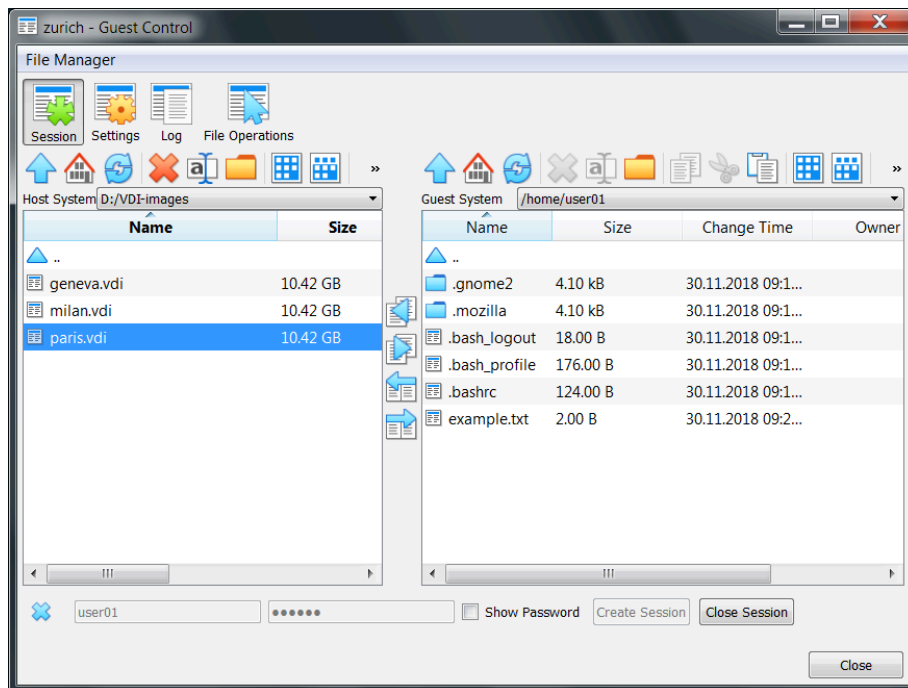 zurich - Guest Control
File Manager
Session Settings Log File Operations
a a
» »
Host System D:/VDI-images
Guest System /home/user01
Name Size
Name Size Change Time Owner
..
..
geneva.vdi 10.42 GB
.gnome2 4.10 kB 30.11.2018 09:1...
milan.vdi 10.42 GB
.mozilla 4.10 kB 30.11.2018 09:1...
paris.vdi 10.42 GB
.bash_logout 18.00 B 30.11.2018 09:1...
.bash_profile 176.00 B 30.11.2018 09:1...
.bashrc 124.00 B 30.11.2018 09:1...
example.txt 2.00 B 30.11.2018 09:2...
user01 ●●●●●● Show Password Create Session Close Session
Close